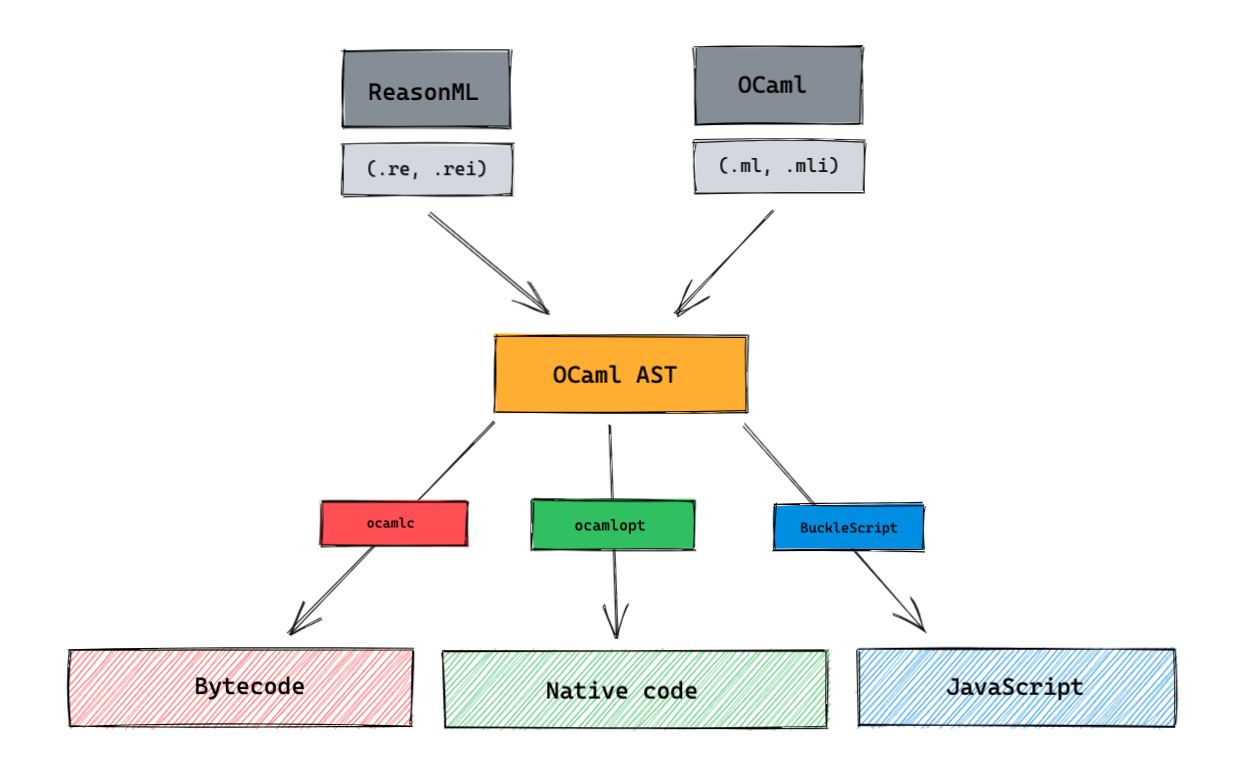 ReasonML
OCaml
(.re, .rei)
(.ml, .mli)
OCaml AST
ocamlc
ocamlopt
BuckleScript
Bytecode
Native code
JavaScript